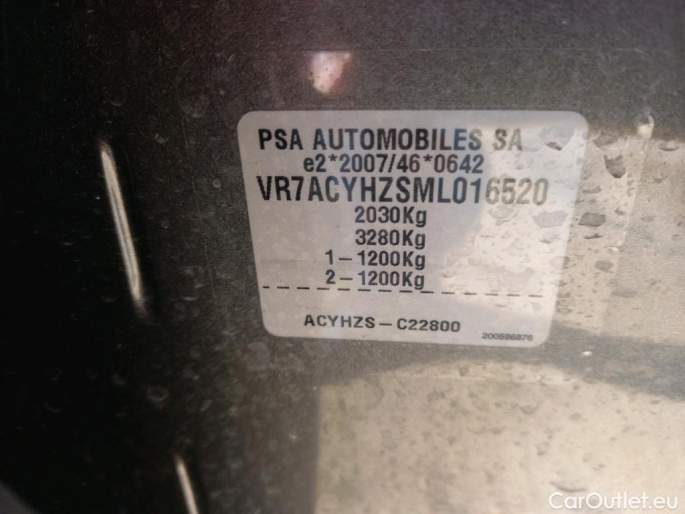 PSA AUTOMOBILES SA
e2*2007/46*0642
VR7ACYHZSML016520
2030Kg
3280Kg
1-1200Kg
2-1200Kg
ACYHZS-C22800
CarOutlet.eu